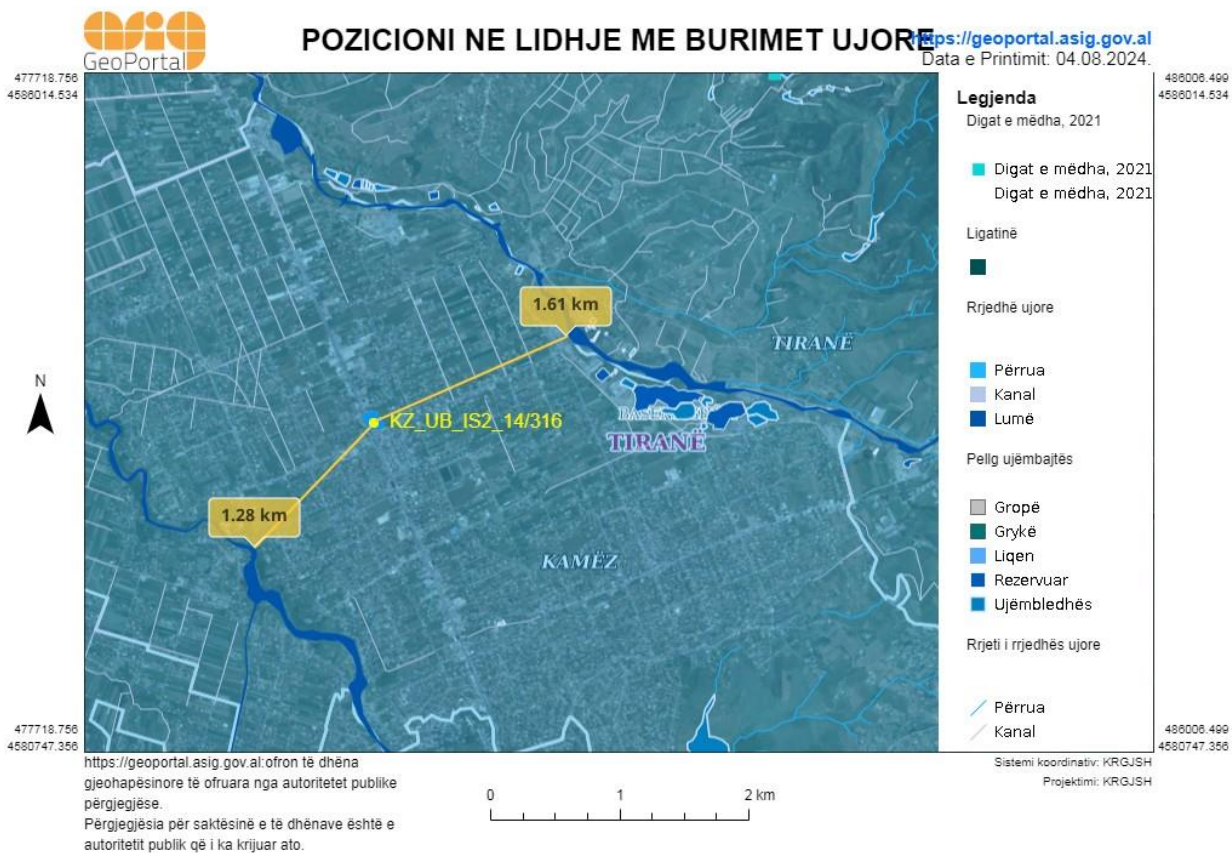 asig
GeoPortal
POZICIONI NE LIDHJE ME BURIMET UJORE
https://geoportal.asig.gov.al
Data e Printimit: 04.08.2024.
477718.756
4586014.534
486006.499
4586014.534
Legjenda
Digat e mëdha, 2021
Digat e mëdha, 2021
Digat e mëdha, 2021
Ligatinë
Rrjedhë ujore
Përrua
Kanal
Lumë
Pellg ujëmbajtës
Gropë
Grykë
Liqen
Rezervuar
Ujëmbledhës
Rrjeti i rrjedhës ujore
Përrua
Kanal
N
1.61 km
TIRANË
KZ_UB_IS2_14/316
TIRANË
1.28 km
KAMËZ
477718.756
4580747.356
486006.499
4580747.356
https://geoportal.asig.gov.al:ofron të dhëna
gjeohapësinore të ofruara nga autoritetet publike
përgjegjëse.
Përgjegjësia për saktësinë e të dhënave është e
autoritetit publik që i ka krijuar ato.
0 1 2 km
Sistemi koordinativ: KRGJSH
Projektimi: KRGJSH